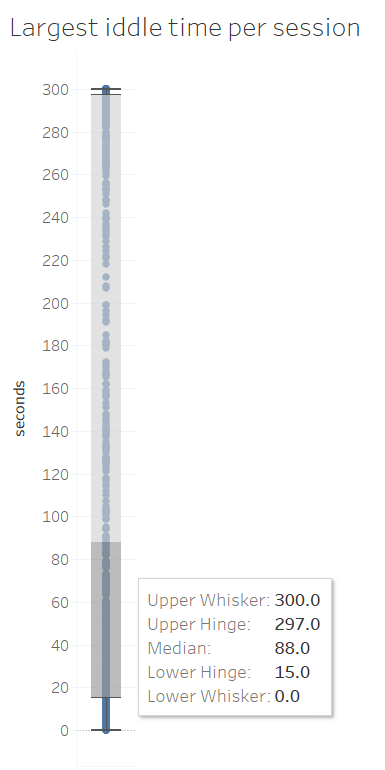 Largest iddle time per session
300
280
260
240
220
200
180
160
140
120
100
80
60
40
20
0
seconds
Upper Whisker: 300.0
Upper Hinge: 297.0
Median: 88.0
Lower Hinge: 15.0
Lower Whisker: 0.0